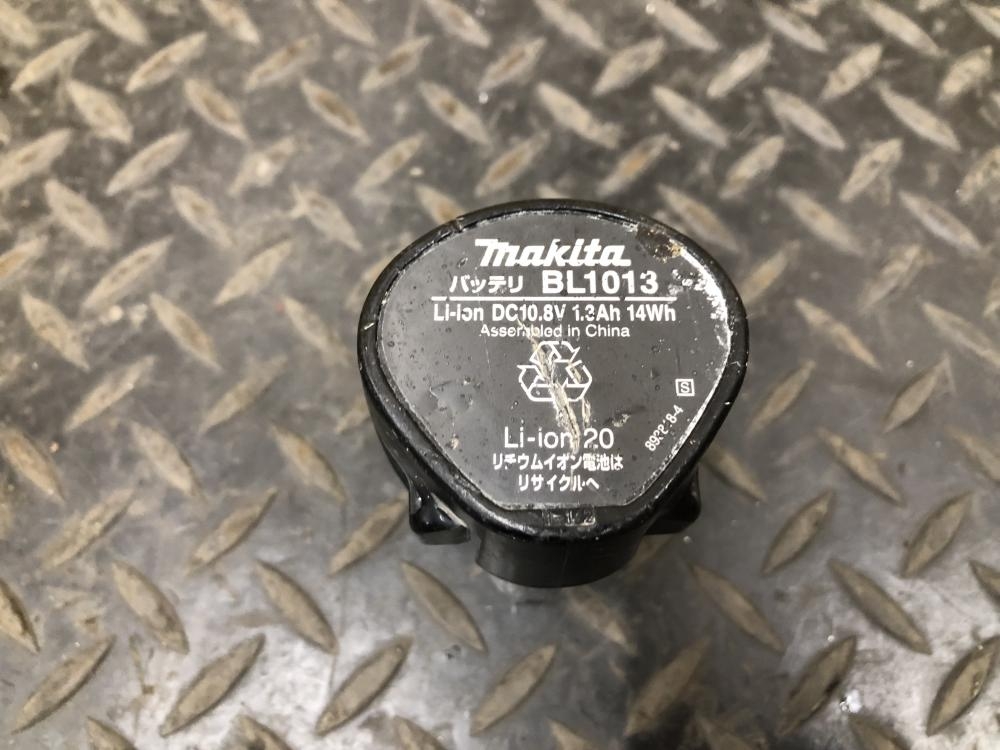 makita
バッテリ BL1013
Li-ion DC10.8V 1.3Ah 14Wh
Assembled in China
S
Li-ion 20
リチウムイオン電池は
リサイクルへ